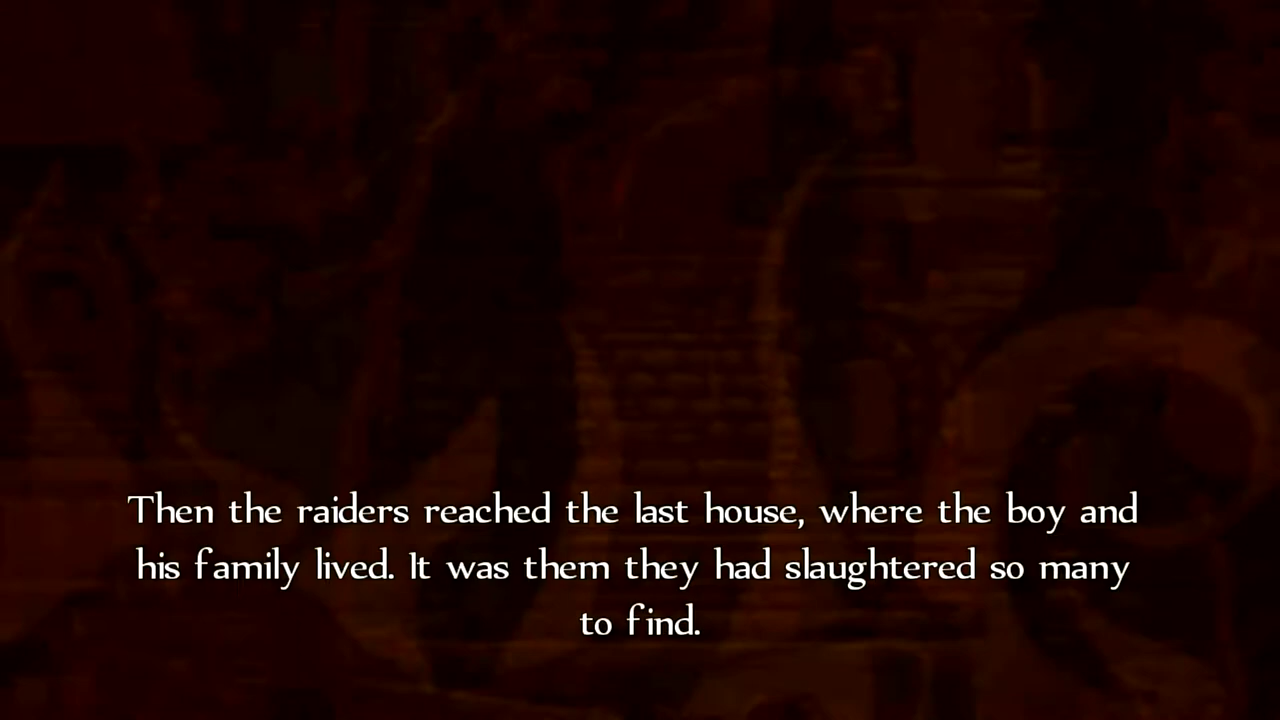 Then the raiders reached the last house, where the boy and
his family lived. It was them they had slaughtered so many
to find.